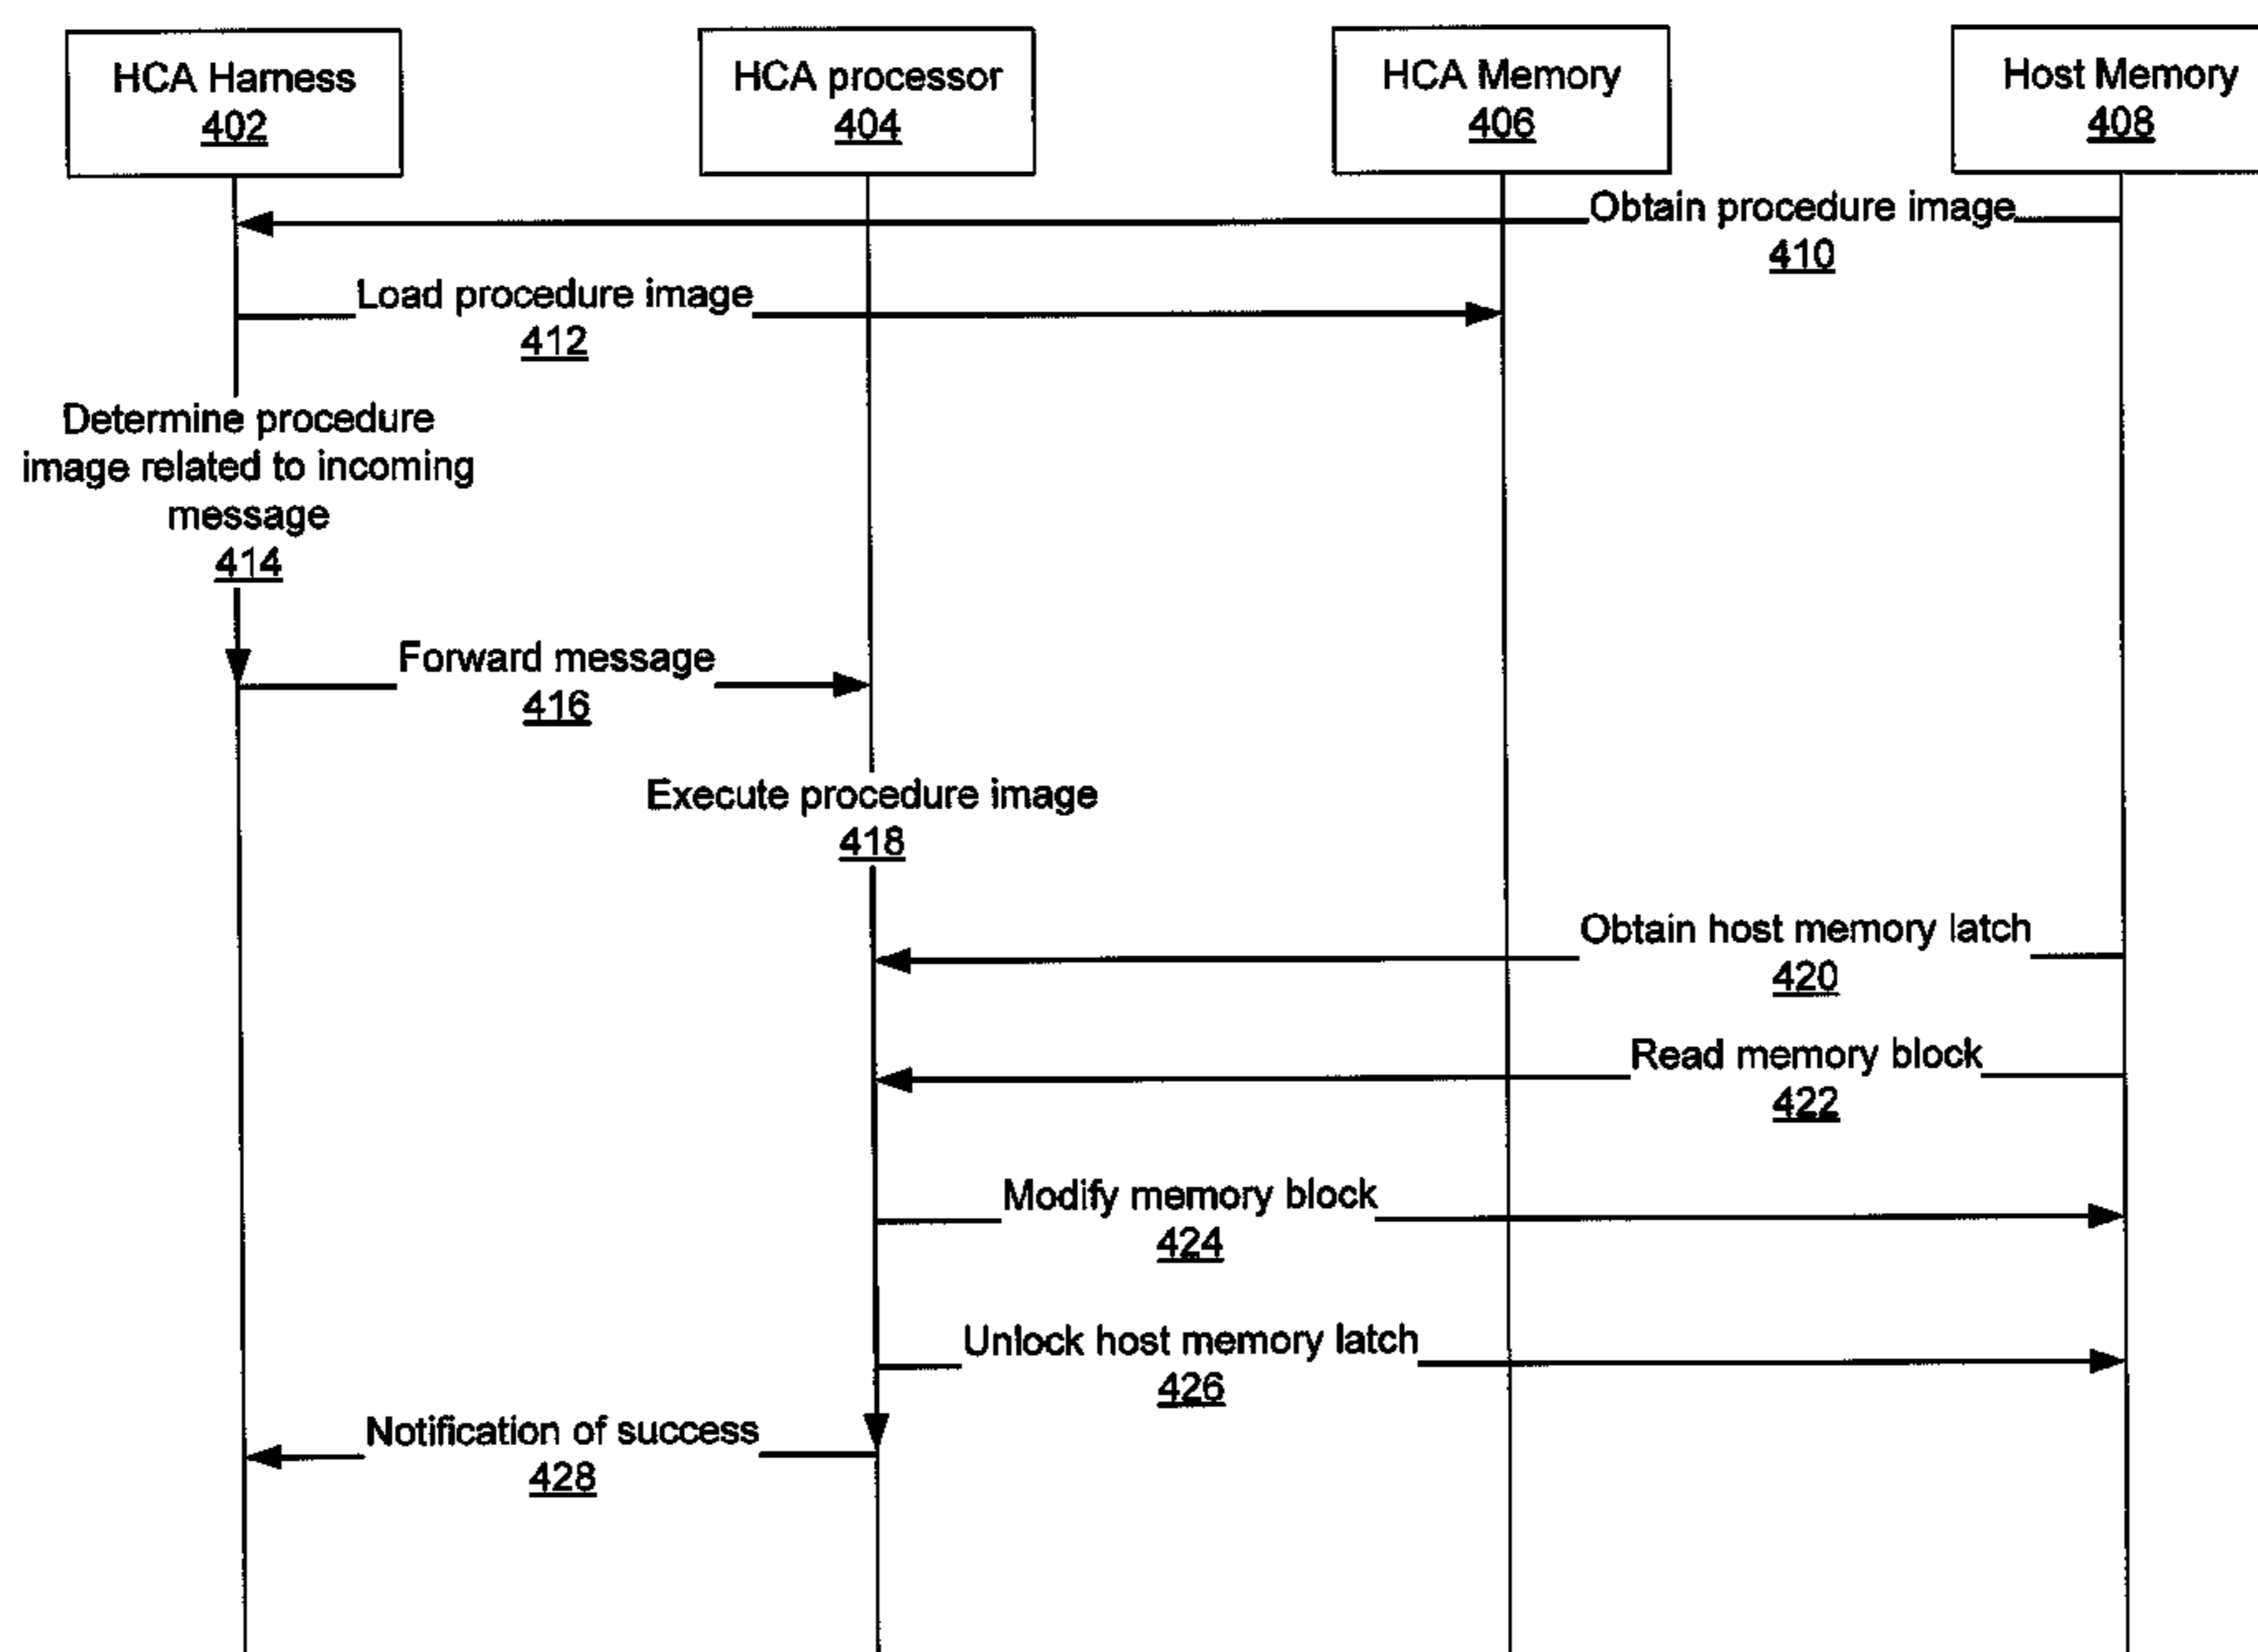 HCA Harness
402
HCA processor
404
HCA Memory
406
Host Memory
408
Obtain procedure image
410
Load procedure image
412
Determine procedure
image related to incoming
message
414
Forward message
416
Execute procedure image
418
Obtain host memory latch
420
Read memory block
422
Modify memory block
424
Unlock host memory latch
426
Notification of success
428